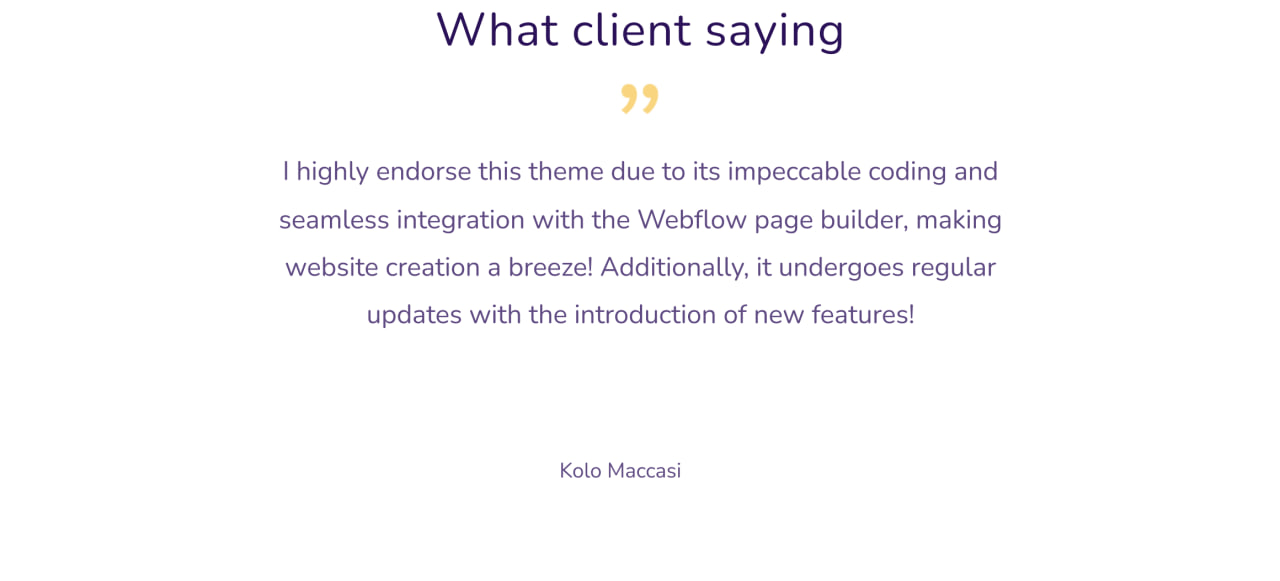 What client saying
”
I highly endorse this theme due to its impeccable coding and
seamless integration with the Webflow page builder, making
website creation a breeze! Additionally, it undergoes regular
updates with the introduction of new features!
Kolo Maccasi